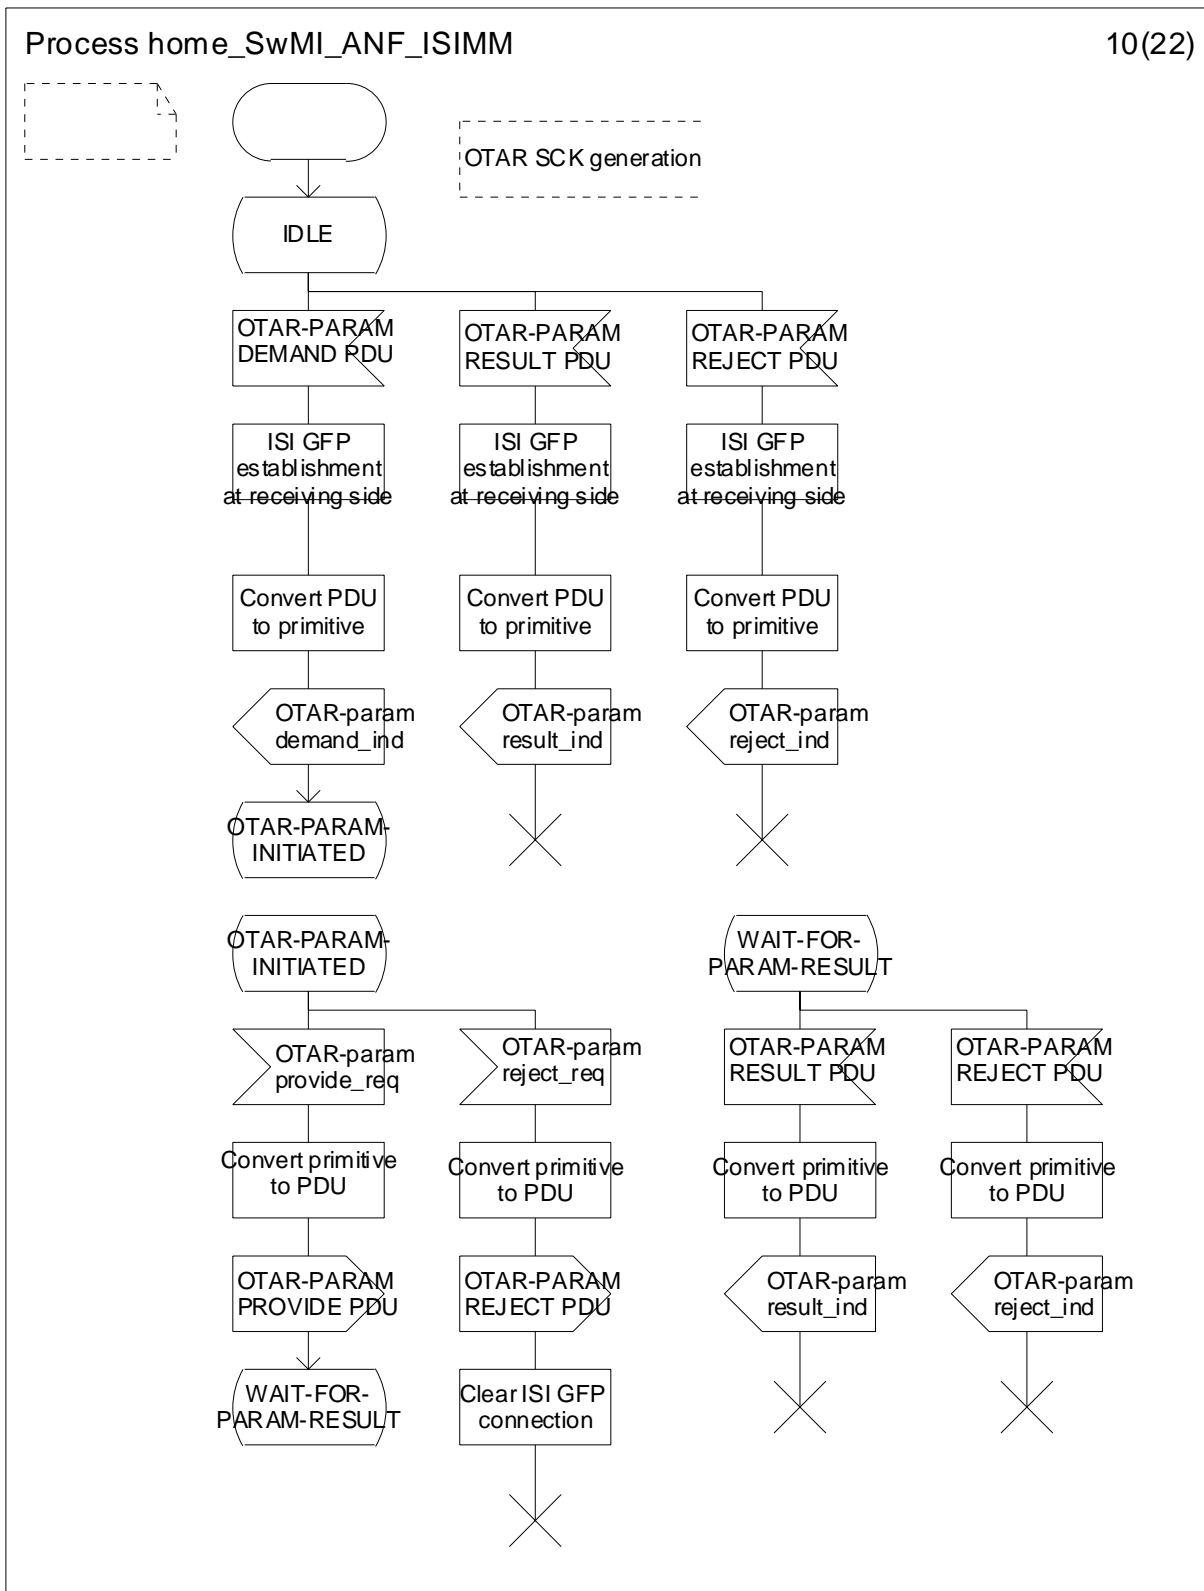 Process home_SwMI_ANF_ISIMM
10(22)
OTAR SCK generation
IDLE
OTAR-PARAM
DEMAND PDU
OTAR-PARAM
RESULT PDU
OTAR-PARAM
REJECT PDU
ISI GFP
establishment
at receiving side
ISI GFP
establishment
at receiving side
ISI GFP
establishment
at receiving side
Convert PDU
to primitive
Convert PDU
to primitive
Convert PDU
to primitive
OTAR-param
demand_ind
OTAR-param
result_ind
OTAR-param
reject_ind
OTAR-PARAM-
INITIATED
OTAR-PARAM-
INITIATED
WAIT-FOR-
PARAM-RESULT
OTAR-param
provide_req
OTAR-param
reject_req
OTAR-PARAM
RESULT PDU
OTAR-PARAM
REJECT PDU
Convert primitive
to PDU
Convert primitive
to PDU
Convert primitive
to PDU
Convert primitive
to PDU
OTAR-PARAM
PROVIDE PDU
OTAR-PARAM
REJECT PDU
OTAR-param
result_ind
OTAR-param
reject_ind
WAIT-FOR-
PARAM-RESULT
Clear ISI GFP
connection